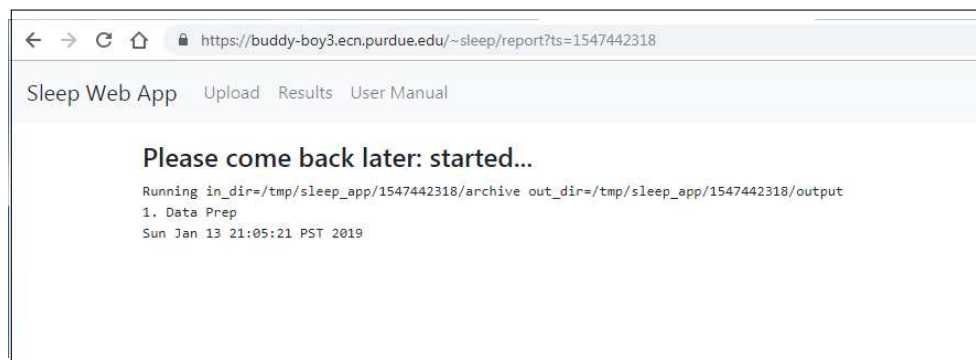 https://buddy-boy3.ecn.purdue.edu/~sleep/report?ts=1547442318
Sleep Web App Upload Results User Manual
Please come back later: started...
Running in_dir=/tmp/sleep_app/1547442318/archive out_dir=/tmp/sleep_app/1547442318/output
1. Data Prep
Sun Jan 13 21:05:21 PST 2019